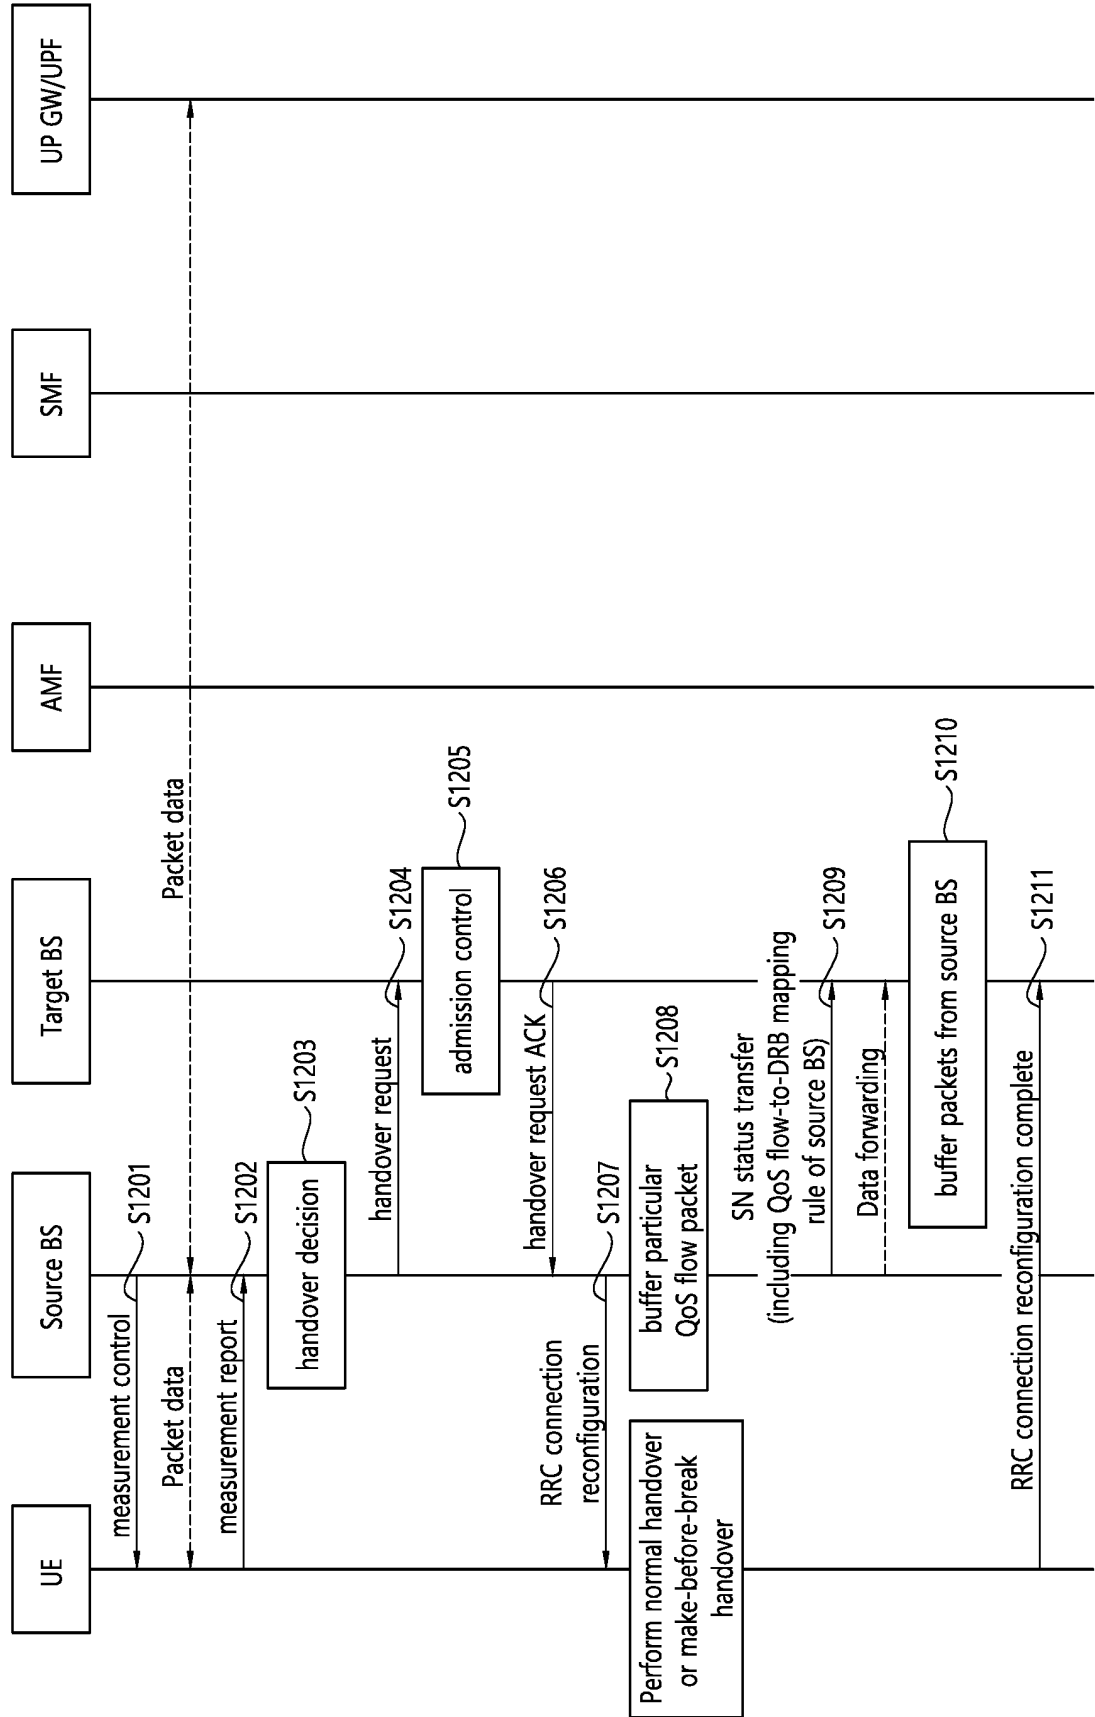 UE
Source BS
Target BS
AMF
SMF
UP GW/UPF
measurement control
S1201
Packet data
Packet data
measurement report
S1202
handover decision
S1203
handover request
S1204
admission control
S1205
handover request ACK
S1206
RRC connection
reconfiguration
S1207
Perform normal handover
or make-before-break
handover
buffer particular
QoS flow packet
S1208
SN status transfer
(including QoS flow-to-DRB mapping
rule of source BS)
S1209
Data forwarding
buffer packets from source BS
S1210
RRC connection reconfiguration complete
S1211